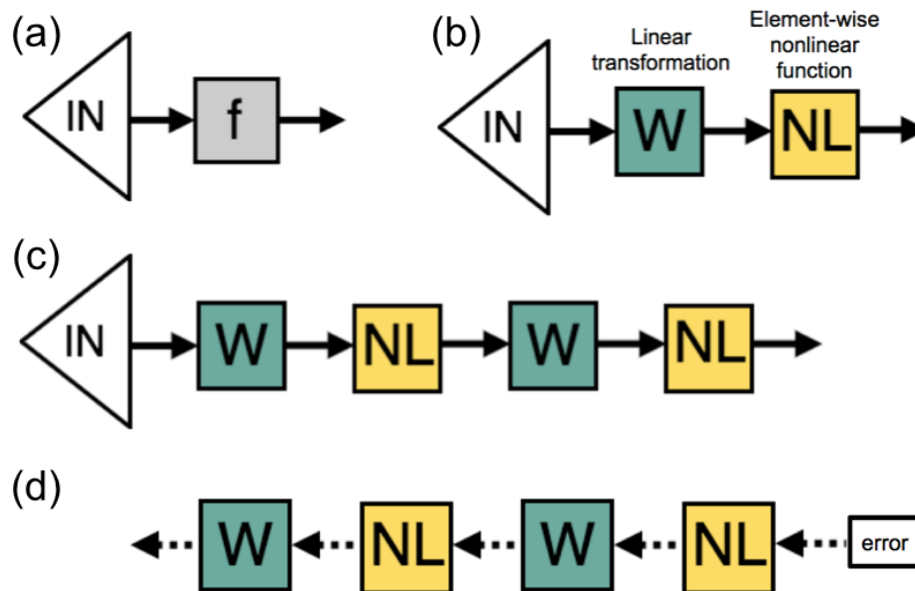 (a)
IN
f
(b)
Linear
transformation
Element-wise
nonlinear
function
IN
W
NL
(c)
IN
W
NL
W
NL
(d)
W
NL
W
NL
error